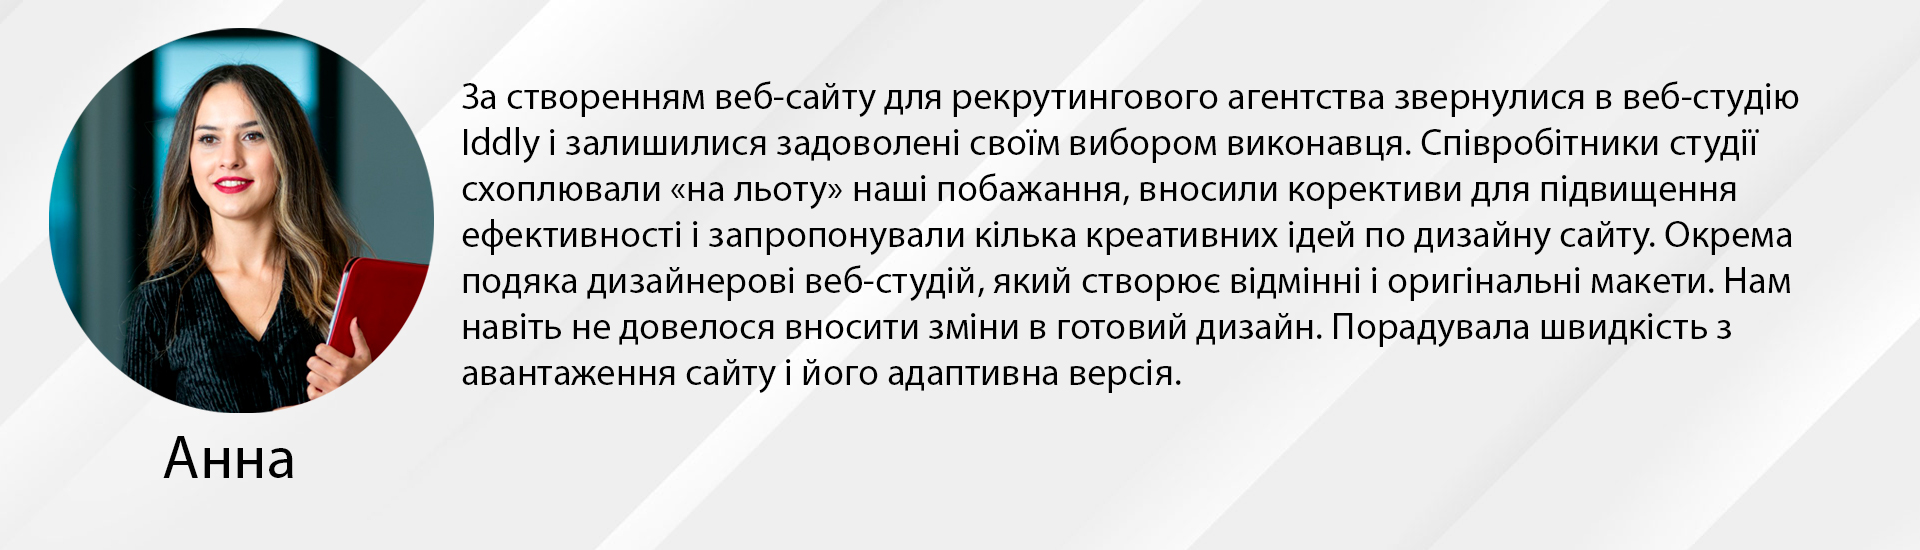 За створенням веб-сайту для рекрутингового агентства звернулися в веб-студію
Iddly і залишилися задоволені своїм вибором виконавця. Співробітники студії
схоплювали «на льоту» наші побажання, вносили корективи для підвищення
ефективності і запропонували кілька креативних ідей по дизайну сайту. Окрема
подяка дизайнерові веб-студій, який створює відмінні і оригінальні макети. Нам
навіть не довелося вносити зміни в готовий дизайн. Порадувала швидкість з
авантаження сайту і його адаптивна версія.
Анна